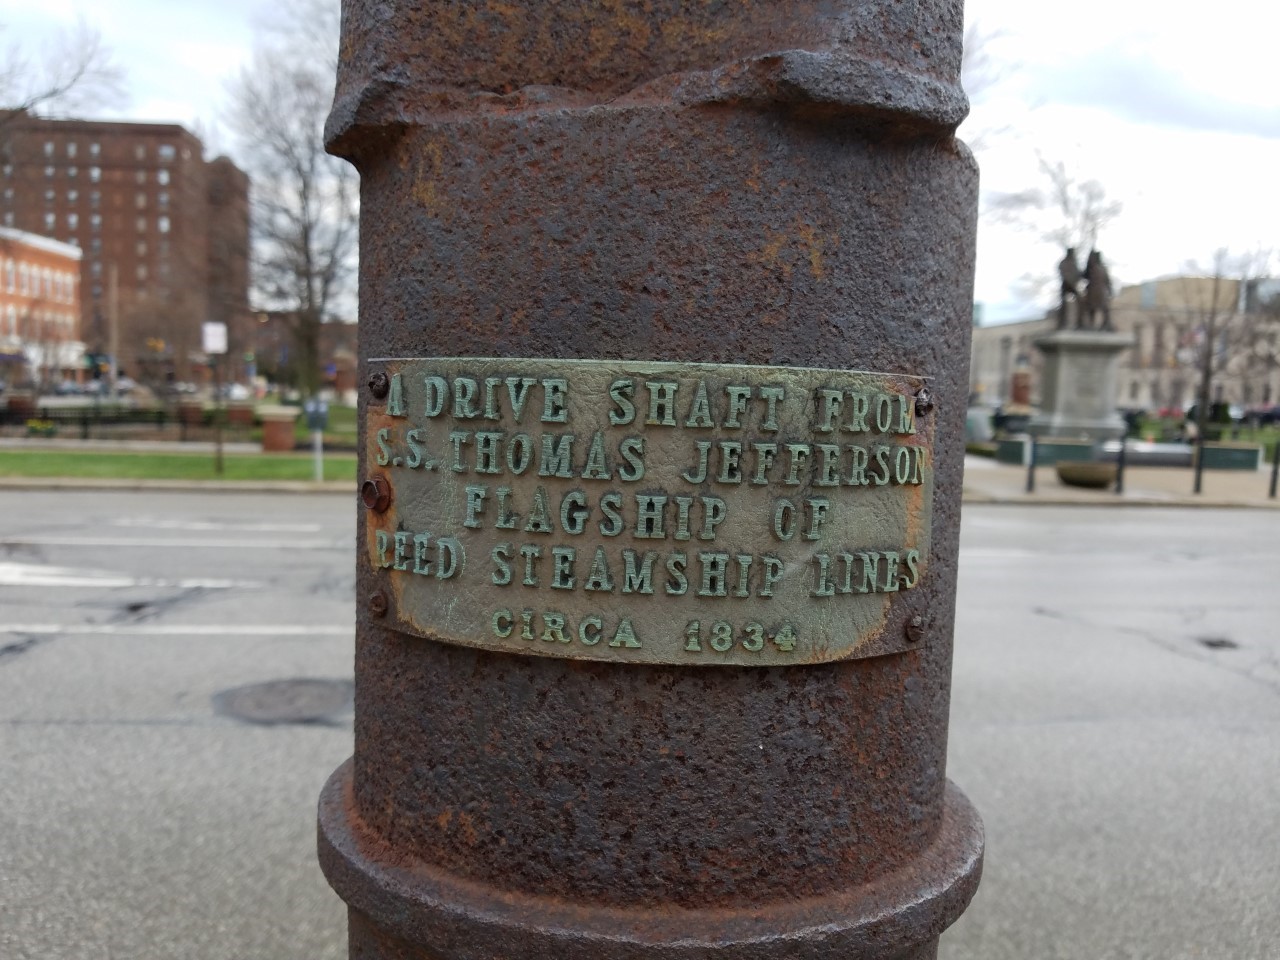 A DRIVE SHAFT FROM
S.S. THOMAS JEFFERSON
FLAGSHIP OF
REED STEAMSHIP LINES
CIRCA 1834